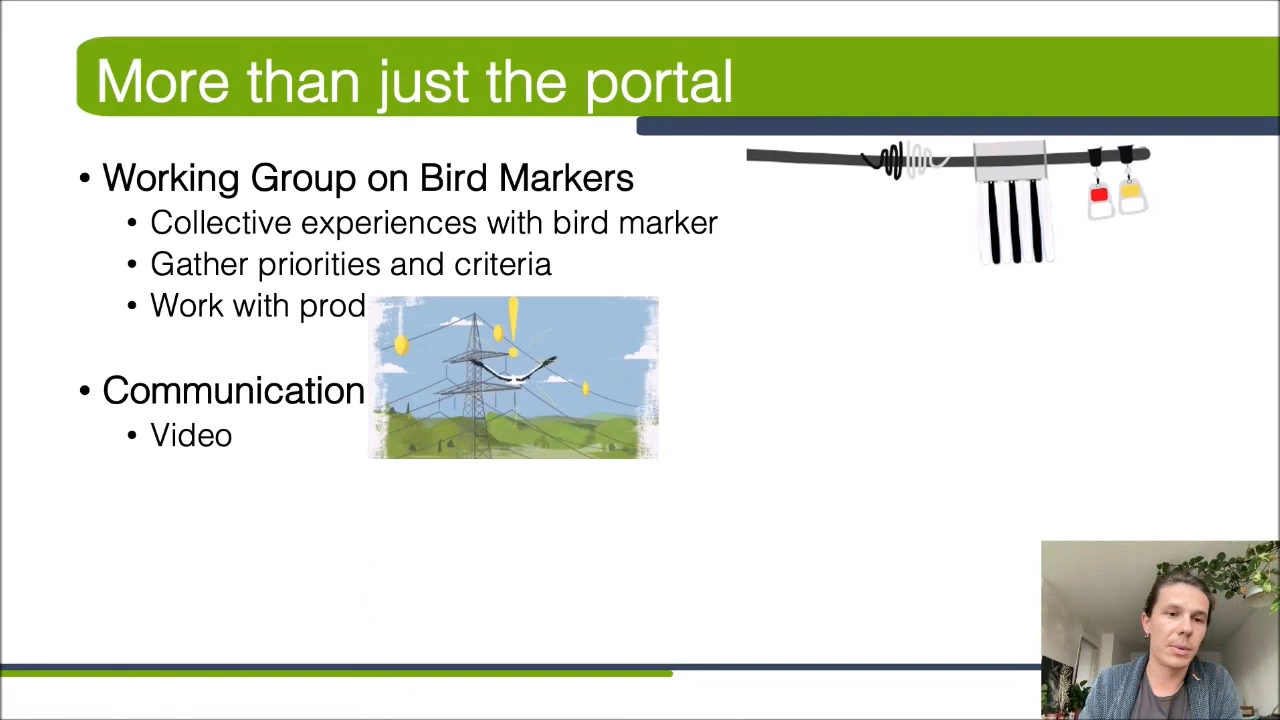 More than just the portal
• Working Group on Bird Markers
• Collective experiences with bird marker
• Gather priorities and criteria
• Work with prod
• Communication
• Video